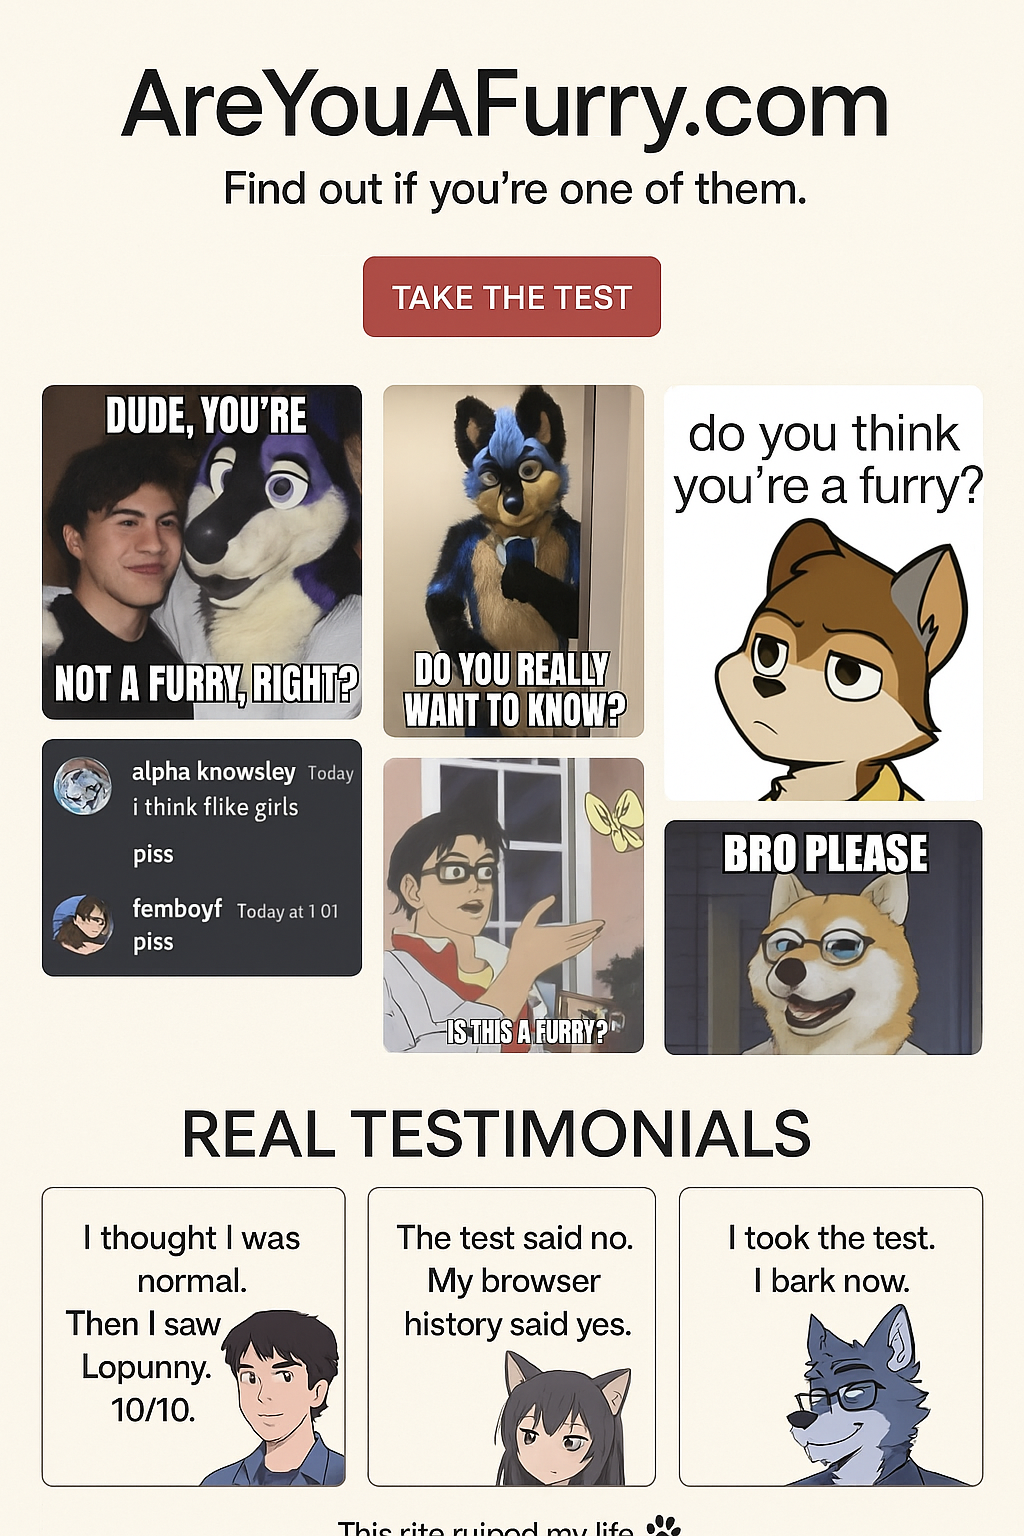 AreYouAFurry.com
Find out if you're one of them.
TAKE THE TEST
DUDE, YOU'RE
NOT A FURRY, RIGHT?
DO YOU REALLY
WANT TO KNOW?
do you think
you're a furry?
alpha knowsley Today
i think flike girls
piss
femboyf Today at 1 01
piss
IS THIS A FURRY?
BRO PLEASE
REAL TESTIMONIALS
I thought I was
normal.
Then I saw
Lopunny.
10/10.
The test said no.
My browser
history said yes.
I took the test.
I bark now.
This rite ruipod my life